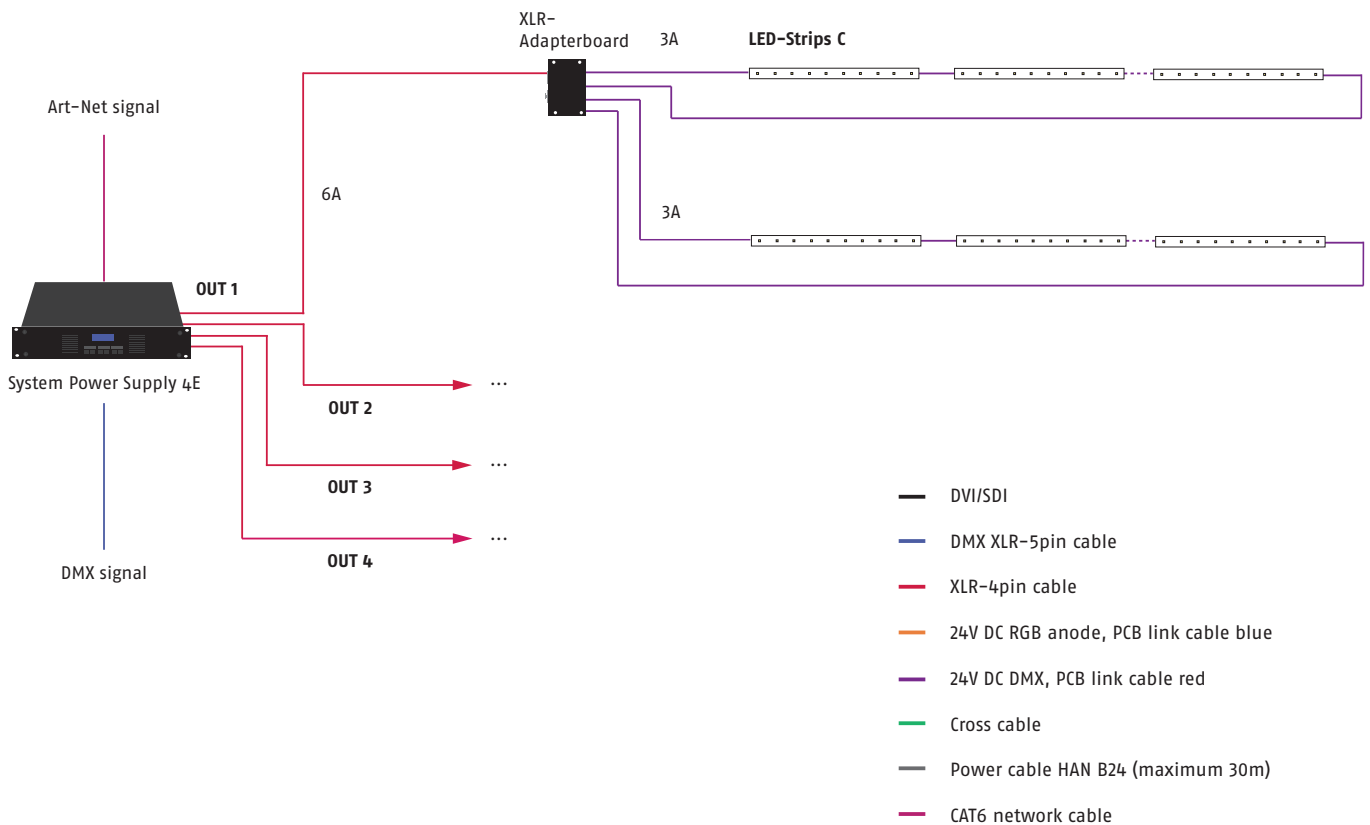 XLR-
Adapterboard
3A
LED-Strips C
Art-Net signal
6A
3A
OUT 1
System Power Supply 4E
...
OUT 2
...
OUT 3
...
OUT 4
DMX signal
DVI/SDI
DMX XLR-5pin cable
XLR-4pin cable
24V DC RGB anode, PCB link cable blue
24V DC DMX, PCB link cable red
Cross cable
Power cable HAN B24 (maximum 30m)
CAT6 network cable